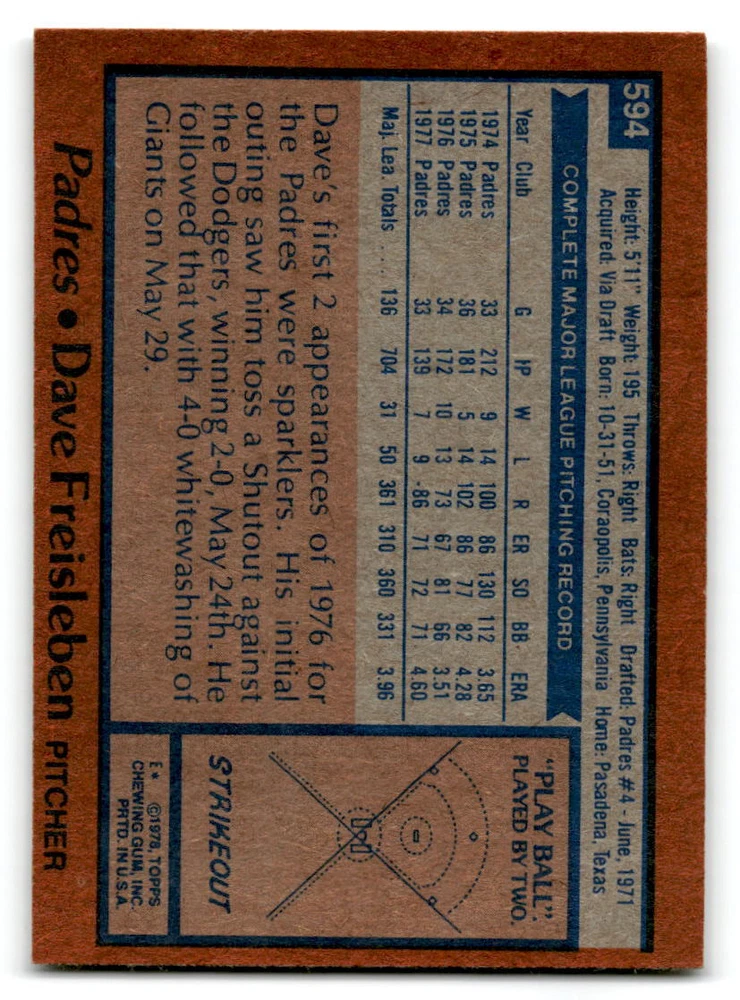 594
Height: 5'11" Weight: 195 Throws: Right Bats: Right Drafted: Padres #4 - June, 1971
Acquired: Via Draft Born: 10-31-51, Coraopolis, Pennsylvania Home: Pasadena, Texas
COMPLETE MAJOR LEAGUE PITCHING RECORD
Year Club G IP W L R ER SO BB ERA
1974 Padres 33 212 9 14 100 86 130 112 3.65
1975 Padres 36 181 5 14 102 86 77 82 4.28
1976 Padres 34 172 10 13 73 67 81 66 3.51
1977 Padres 33 139 7 9 86 71 72 71 4.60
Maj. Lea. Totals .... 136 704 31 50 361 310 360 331 3.96
Dave's first 2 appearances of 1976 for
the Padres were sparklers. His initial
outing saw him toss a Shutout against
the Dodgers, winning 2-0, May 24th. He
followed that with 4-0 whitewashing of
Giants on May 29.
"PLAY BALL"
PLAYED BY TWO.
STRIKEOUT
E* ©1978, TOPPS
CHEWING GUM, INC.
PRTD. IN U.S.A.
Padres • Dave Freisleben PITCHER